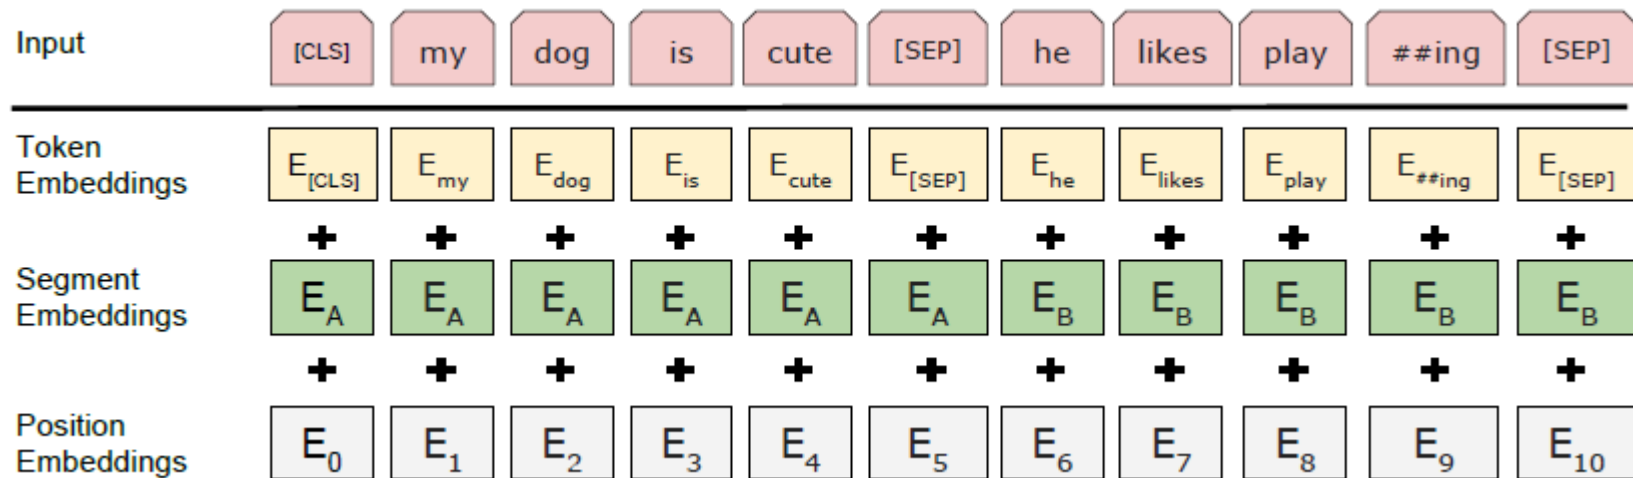 Input [CLS] my dog is cute [SEP] he likes play ##ing [SEP]
Token Embeddings E[CLS] Emy Edog Eis Ecute E[SEP] Ehe Elikes Eplay E##ing E[SEP]
+ + + + + + + + + + +
Segment Embeddings EA EA EA EA EA EA EB EB EB EB EB
+ + + + + + + + + + +
Position Embeddings E0 E1 E2 E3 E4 E5 E6 E7 E8 E9 E10